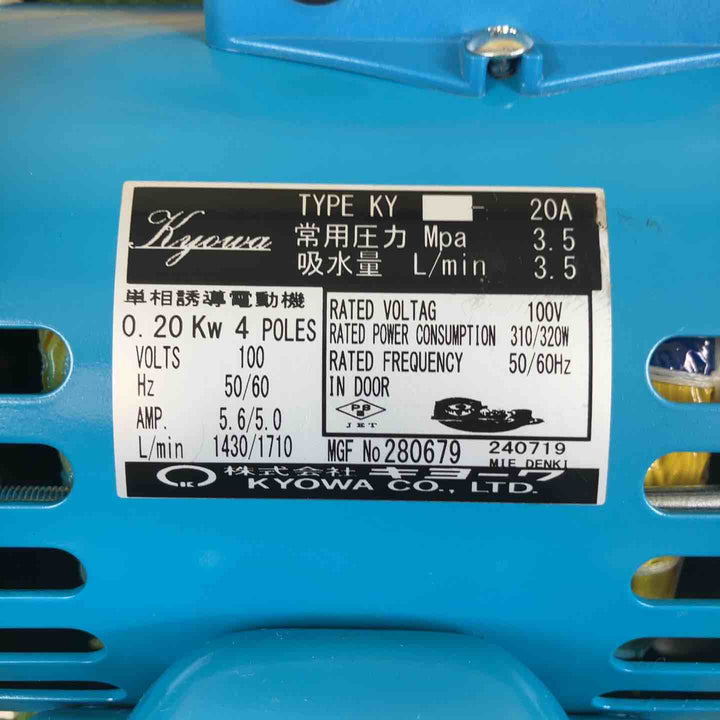 Kyowa
TYPE KY - 20A
常用圧力 Mpa 3.5
吸水量 L/min 3.5
単相誘導電動機
0.20Kw 4 POLES
VOLTS 100
Hz 50/60
AMP. 5.6/5.0
L/min 1430/1710
RATED VOLTAG 100V
RATED POWER CONSUMPTION 310/320W
RATED FREQUENCY 50/60Hz
IN DOOR
PS
E
JET
MGF No 280679 240719
MIE DENKI
株式会社 キョーワ
KYOWA CO., LTD.